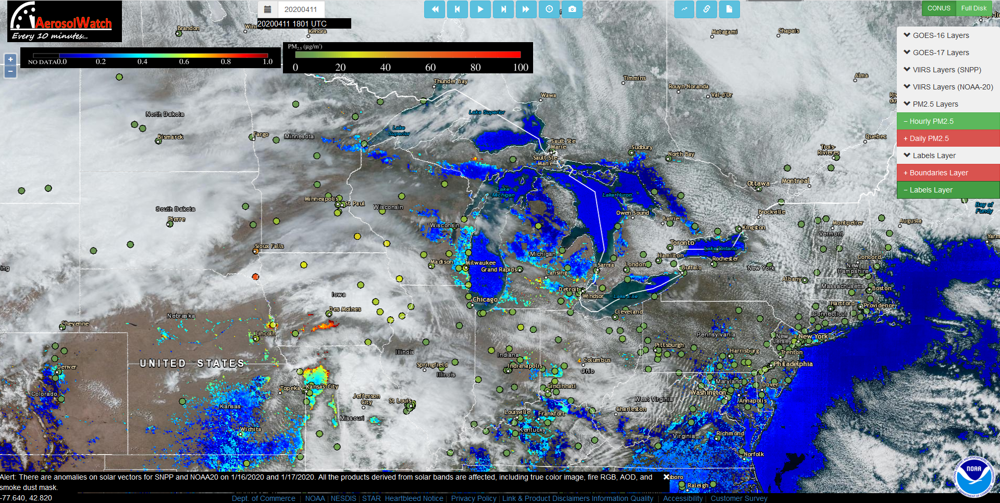 AerosolWatch
Every 10 minutes...
20200411
20200411 1801 UTC
CONUS
Full Disk
+
−
NO DATA 0.0 0.2 0.4 0.6 0.8 1.0
PM2.5 (μg/m³)
0 20 40 60 80 100
GOES-16 Layers
GOES-17 Layers
VIIRS Layers (SNPP)
VIIRS Layers (NOAA-20)
PM2.5 Layers
− Hourly PM2.5
+ Daily PM2.5
Labels Layer
+ Boundaries Layer
− Labels Layer
Brandon
Kenora
Matagami
Chapais
Thunder Bay
Timmins
Rouyn-Noranda
Val-d'Or
Alma
Wawa
North Dakota
Lake Superior
Lake
Superior
Bismarck
Fargo
Minnesota
Sault Ste
Marie
Sault Ste
Marie
Sudbury
North Bay
Quebec
Trois-
Rivieres
Ottawa
Montreal
Minneapolis
St Paul
Lake
Michigan
Lake Huron
South Dakota
Pierre
Wisconsin
Wisconsin
Owen Sound
Barrie
Brockville
Kingston
Montpelier
Vermont
Augusta
Bay of
Fundy
Yarm
Sioux Falls
Madison
Milwaukee
Grand Rapids
Michigan
Lansing
Sarnia
London
Toronto
Hamilton
Lake Ontario
Rochester
Buffalo
New York
Concord
New
Hampshire
Albany
Massachusetts
Boston
ing
Iowa
Des Moines
Chicago
Detroit
Windsor
Lake Erie
Cleveland
Hartford
Connecticut
Providence
Nebraska
Cheyenne
Lincoln
Pennsylvania
New
Jersey
New York
Pittsburgh
Harrisburg
Trenton
Philadelphia
UNITED STATES
Illinois
Springfield
Illinois
Indiana
Indianapolis
Columbus
Ohio
Denver
Colorado
Topeka
Kansas City
Kansas
Jefferson
City
St Louis
Missouri
Cincinnati
Maryland
Dover
Washington
Annapolis
West Virginia
Charleston
Louisville
Frankfort
Kentucky
Wichita
Virginia
Richmond
Norfolk
sboro
Raleigh
NOAA
Alert: There are anomalies on solar vectors for SNPP and NOAA20 on 1/16/2020 and 1/17/2020. All the products derived from solar bands are affected, including true color image, fire RGB, AOD, and
smoke dust mask.
-77.640, 42.820
Dept. of Commerce | NOAA | NESDIS | STAR Heartbleed Notice | Privacy Policy | Link & Product Disclaimers Information Quality | Accessibility | Customer Survey